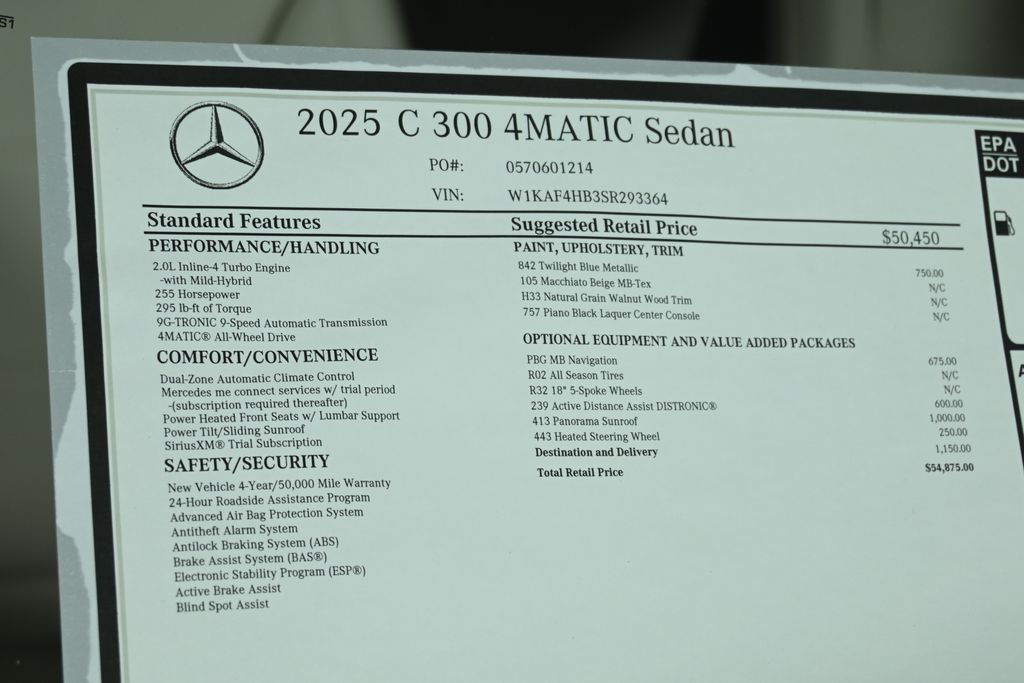 S1
2025 C 300 4MATIC Sedan
PO#: 0570601214
VIN: W1KAF4HB3SR293364
Standard Features
PERFORMANCE/HANDLING
2.0L Inline-4 Turbo Engine
-with Mild-Hybrid
255 Horsepower
295 lb-ft of Torque
9G-TRONIC 9-Speed Automatic Transmission
4MATIC® All-Wheel Drive
COMFORT/CONVENIENCE
Dual-Zone Automatic Climate Control
Mercedes me connect services w/ trial period
-(subscription required thereafter)
Power Heated Front Seats w/ Lumbar Support
Power Tilt/Sliding Sunroof
SiriusXM® Trial Subscription
SAFETY/SECURITY
New Vehicle 4-Year/50,000 Mile Warranty
24-Hour Roadside Assistance Program
Advanced Air Bag Protection System
Antitheft Alarm System
Antilock Braking System (ABS)
Brake Assist System (BAS®)
Electronic Stability Program (ESP®)
Active Brake Assist
Blind Spot Assist
Suggested Retail Price $50,450
PAINT, UPHOLSTERY, TRIM
842 Twilight Blue Metallic 750.00
105 Macchiato Beige MB-Tex N/C
H33 Natural Grain Walnut Wood Trim N/C
757 Piano Black Laquer Center Console N/C
OPTIONAL EQUIPMENT AND VALUE ADDED PACKAGES
PBG MB Navigation 675.00
R02 All Season Tires N/C
R32 18" 5-Spoke Wheels N/C
239 Active Distance Assist DISTRONIC® 600.00
413 Panorama Sunroof 1,000.00
443 Heated Steering Wheel 250.00
Destination and Delivery 1,150.00
Total Retail Price $54,875.00
EPA
DOT